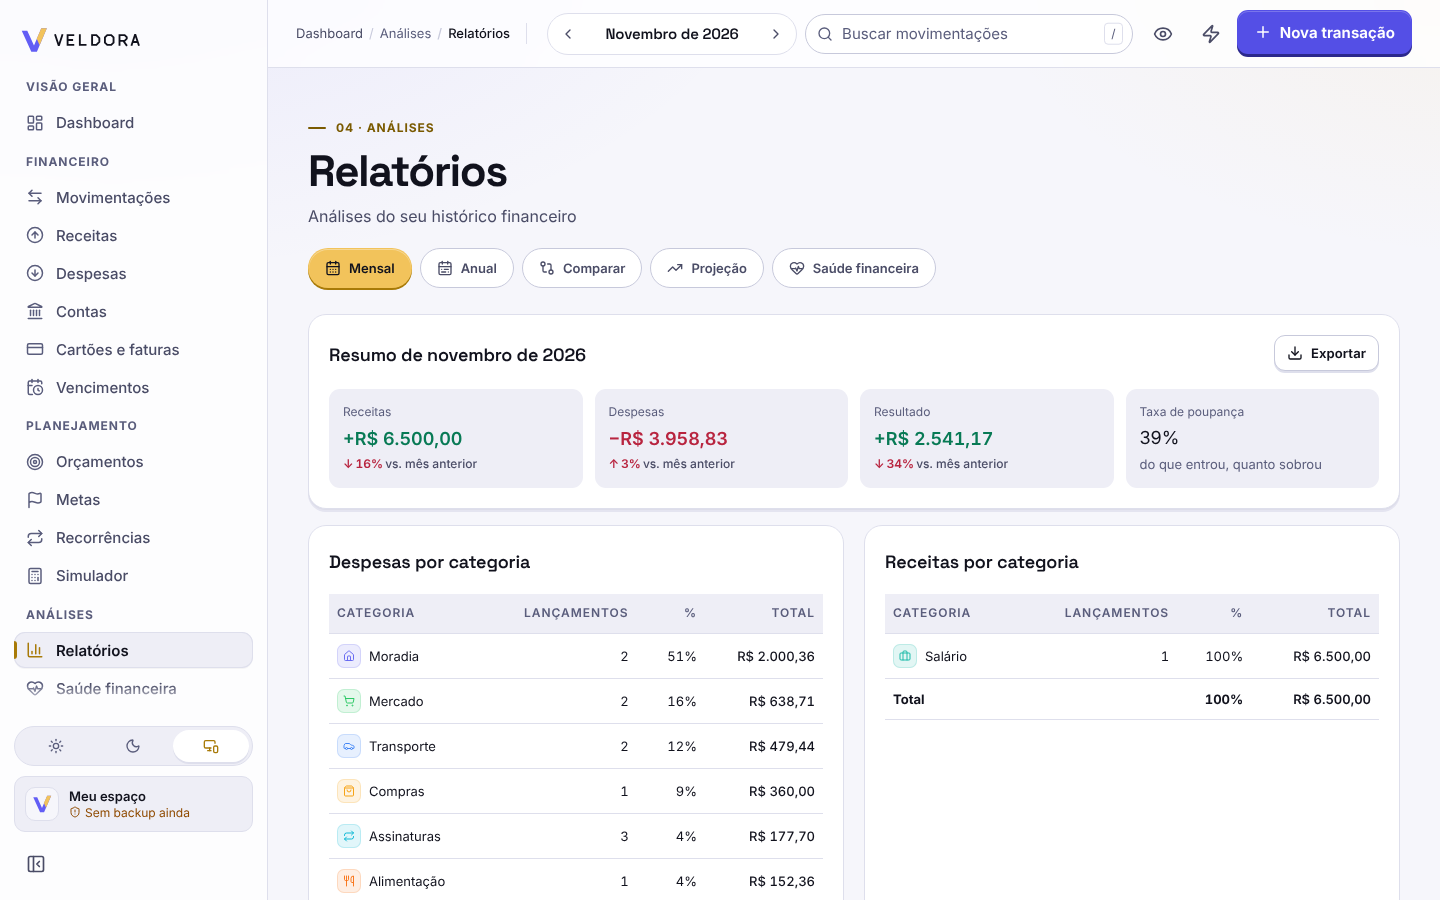 VELDORA
VISÃO GERAL
Dashboard
FINANCEIRO
Movimentações
Receitas
Despesas
Contas
Cartões e faturas
Vencimentos
PLANEJAMENTO
Orçamentos
Metas
Recorrências
Simulador
ANÁLISES
Relatórios
Saúde financeira
Meu espaço
Sem backup ainda
Dashboard / Análises / Relatórios
Novembro de 2026
Buscar movimentações /
Nova transação
04 · ANÁLISES
Relatórios
Análises do seu histórico financeiro
Mensal Anual Comparar Projeção Saúde financeira
Resumo de novembro de 2026
Exportar
Receitas
+R$ 6.500,00
↓ 16% vs. mês anterior
Despesas
−R$ 3.958,83
↑ 3% vs. mês anterior
Resultado
+R$ 2.541,17
↓ 34% vs. mês anterior
Taxa de poupança
39%
do que entrou, quanto sobrou
Despesas por categoria
CATEGORIA LANÇAMENTOS % TOTAL
Moradia 2 51% R$ 2.000,36
Mercado 2 16% R$ 638,71
Transporte 2 12% R$ 479,44
Compras 1 9% R$ 360,00
Assinaturas 3 4% R$ 177,70
Alimentação 1 4% R$ 152,36
Receitas por categoria
CATEGORIA LANÇAMENTOS % TOTAL
Salário 1 100% R$ 6.500,00
Total 100% R$ 6.500,00